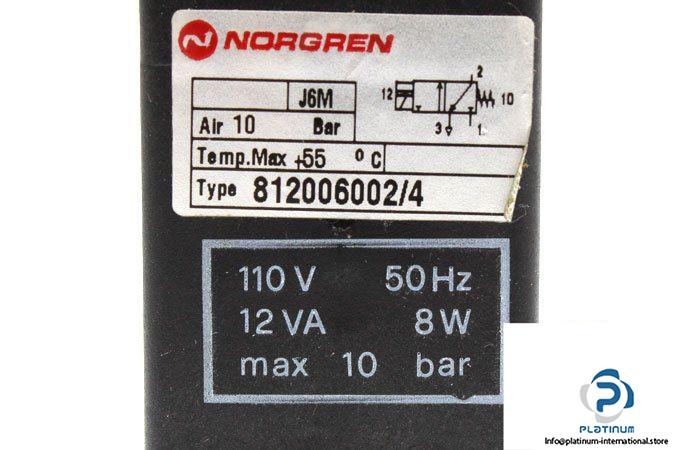 NORGREN
J6M
12 2 10 3 1
Air 10 Bar
Temp.Max +55 °C
Type 812006002/4
110 V 50 Hz
12 VA 8 W
max 10 bar
PLATINUM
INTERNATIONAL
Info@platinum-international.store